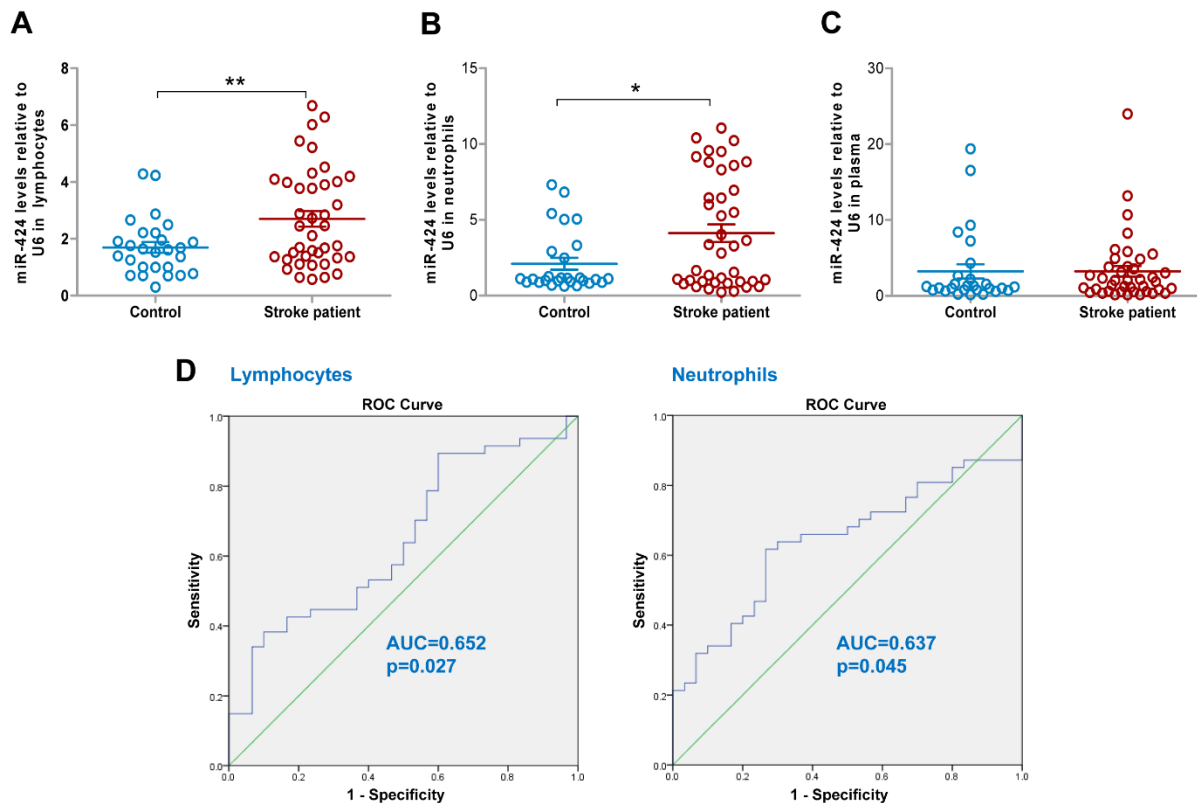 A
miR-424 levels relative to
U6 in lymphocytes
8
6
4
2
0
**
Control
Stroke patient
B
miR-424 levels relative to
U6 in neutrophils
15
10
5
0
*
Control
Stroke patient
C
miR-424 levels relative to
U6 in plasma
30
20
10
0
Control
Stroke patient
D
Lymphocytes
ROC Curve
Sensitivity
1.0
0.8
0.6
0.4
0.2
0.0
AUC=0.652
p=0.027
0.0 0.2 0.4 0.6 0.8 1.0
1 - Specificity
Neutrophils
ROC Curve
Sensitivity
1.0
0.8
0.6
0.4
0.2
0.0
AUC=0.637
p=0.045
0.0 0.2 0.4 0.6 0.8 1.0
1 - Specificity